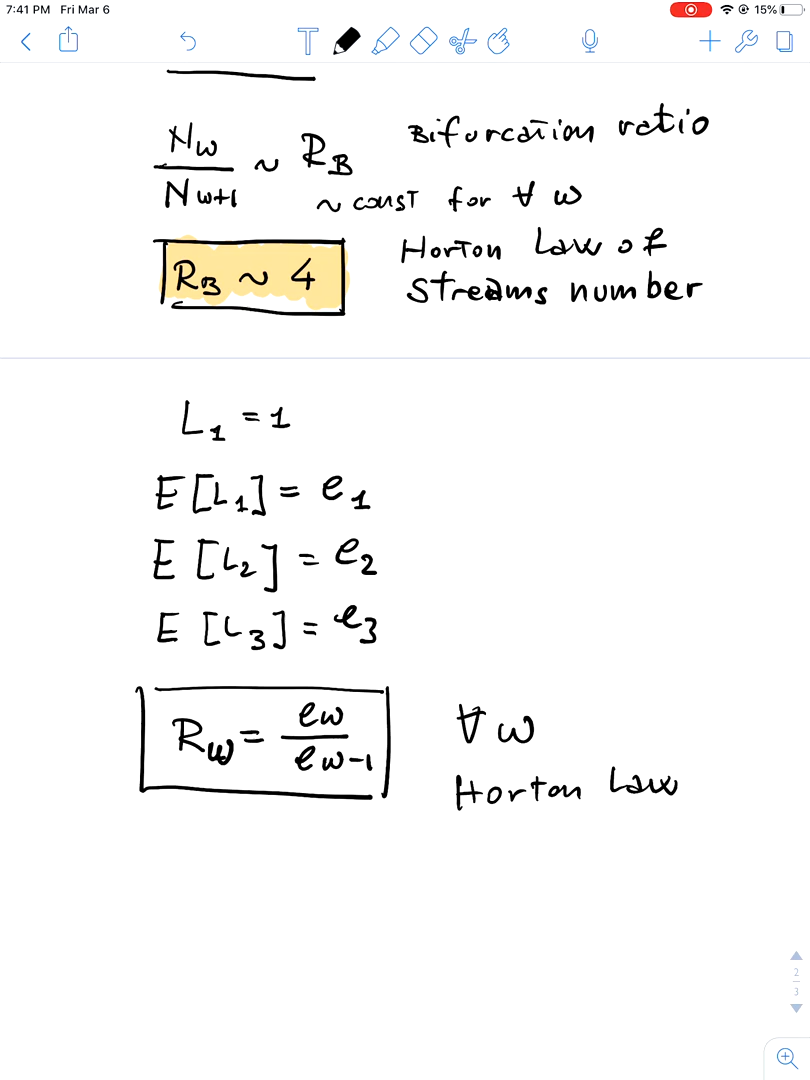 7:41 PM Fri Mar 6 15%
T
Nω/Nω+1 ~ RB Bifurcation ratio
~ const for ∀ ω
RB ~ 4 Horton Law of
Streams number
L1 = 1
E[L1] = e1
E [L2] = e2
E [L3] = e3
Rω = eω/eω-1 ∀ ω
Horton Law
2
3